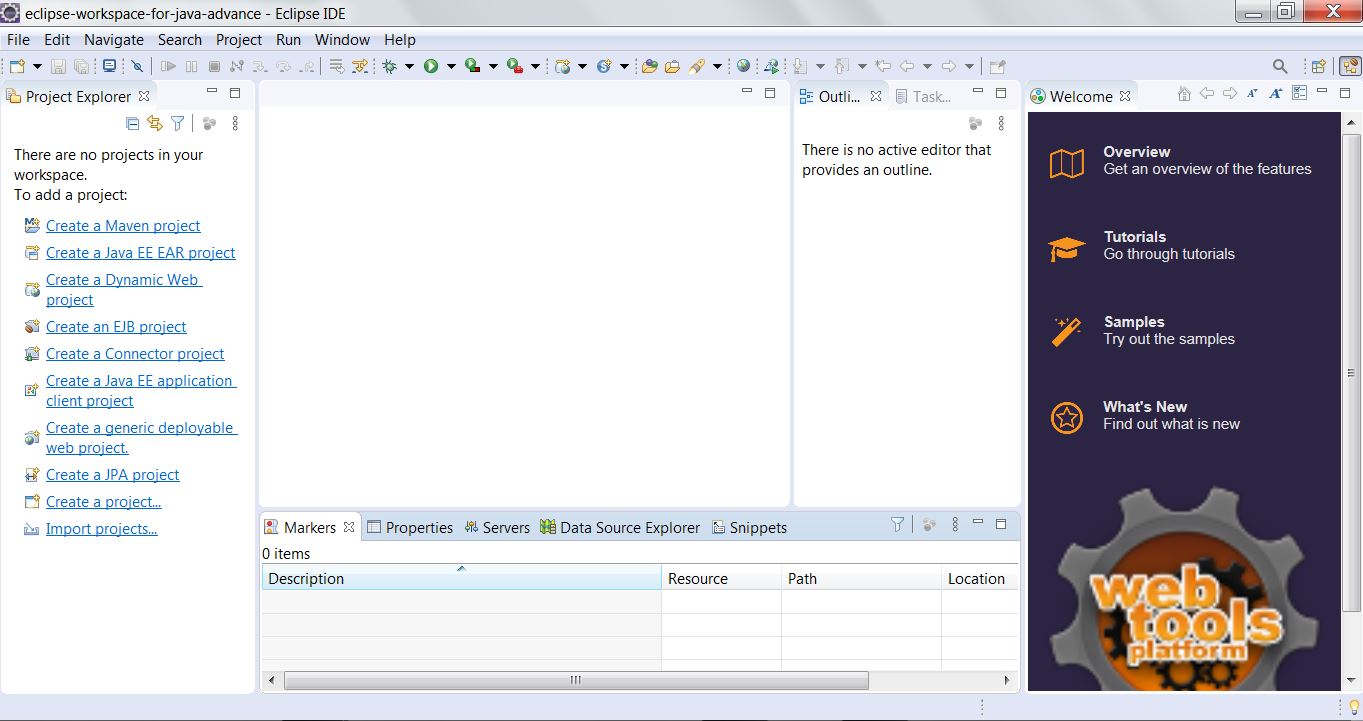 eclipse-workspace-for-java-advance - Eclipse IDE
File Edit Navigate Search Project Run Window Help
Project Explorer
There are no projects in your
workspace.
To add a project:
Create a Maven project
Create a Java EE EAR project
Create a Dynamic Web
project
Create an EJB project
Create a Connector project
Create a Java EE application
client project
Create a generic deployable
web project.
Create a JPA project
Create a project...
Import projects...
Outli... Task...
There is no active editor that
provides an outline.
Welcome
Overview
Get an overview of the features
Tutorials
Go through tutorials
Samples
Try out the samples
What's New
Find out what is new
web
tools
platform
Markers Properties Servers Data Source Explorer Snippets
0 items
Description Resource Path Location